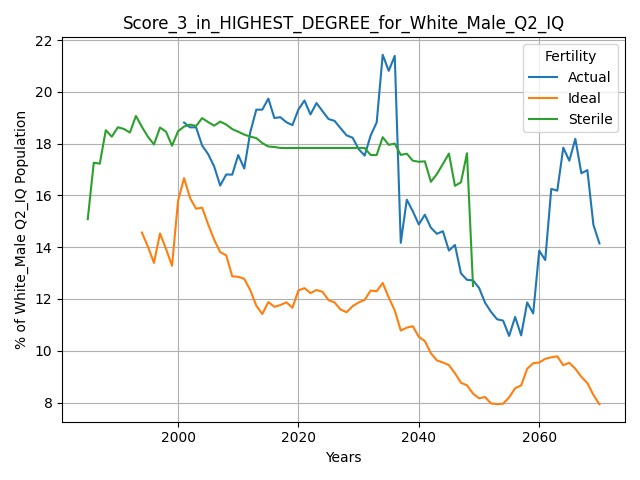 Score_3_in_HIGHEST_DEGREE_for_White_Male_Q2_IQ
% of White_Male Q2_IQ Population
22
20
18
16
14
12
10
8
Fertility
Actual
Ideal
Sterile
2000
2020
2040
2060
Years